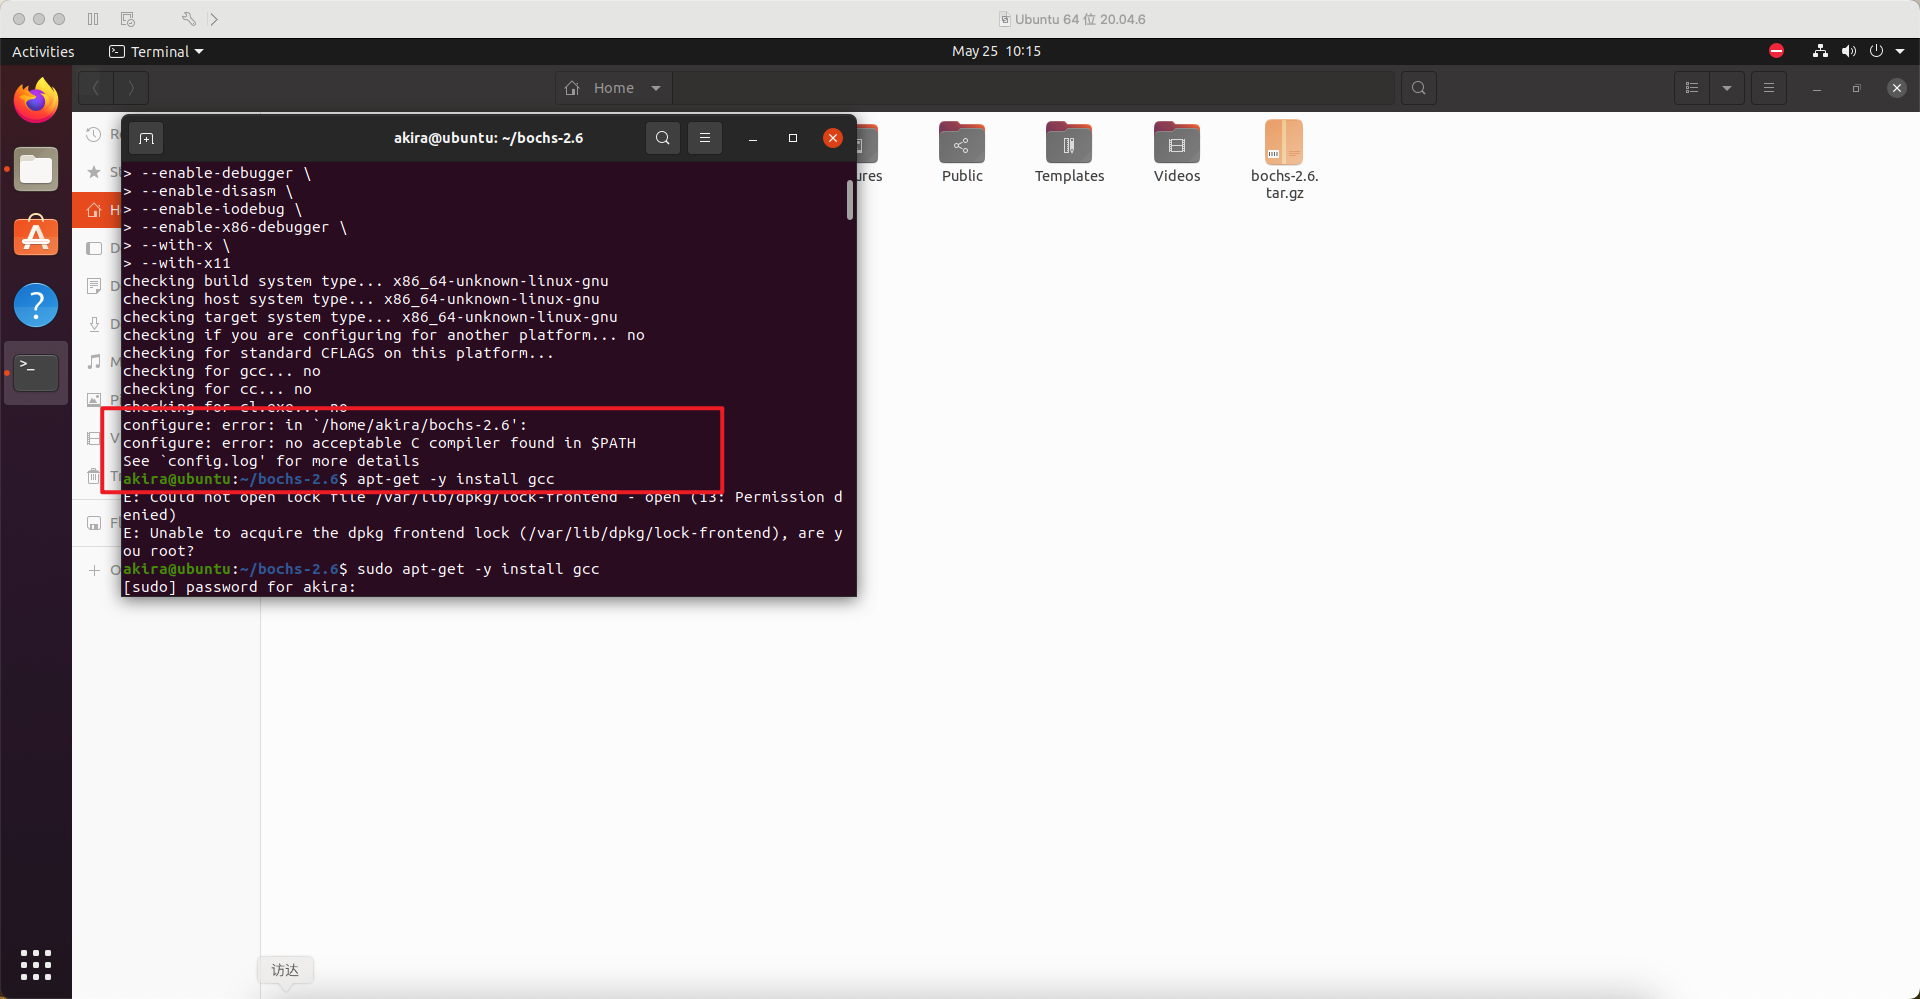 Ubuntu 64 位 20.04.6
Activities
Terminal
May 25 10:15
Home
akira@ubuntu: ~/bochs-2.6
> --enable-debugger \
> --enable-disasm \
> --enable-iodebug \
> --enable-x86-debugger \
> --with-x \
> --with-x11
checking build system type... x86_64-unknown-linux-gnu
checking host system type... x86_64-unknown-linux-gnu
checking target system type... x86_64-unknown-linux-gnu
checking if you are configuring for another platform... no
checking for standard CFLAGS on this platform...
checking for gcc... no
checking for cc... no
checking for cl.exe... no
configure: error: in `/home/akira/bochs-2.6':
configure: error: no acceptable C compiler found in $PATH
See `config.log' for more details
akira@ubuntu:~/bochs-2.6$ apt-get -y install gcc
E: Could not open lock file /var/lib/dpkg/lock-frontend - open (13: Permission d
enied)
E: Unable to acquire the dpkg frontend lock (/var/lib/dpkg/lock-frontend), are y
ou root?
akira@ubuntu:~/bochs-2.6$ sudo apt-get -y install gcc
[sudo] password for akira:
ures
Public
Templates
Videos
bochs-2.6.
tar.gz
访达